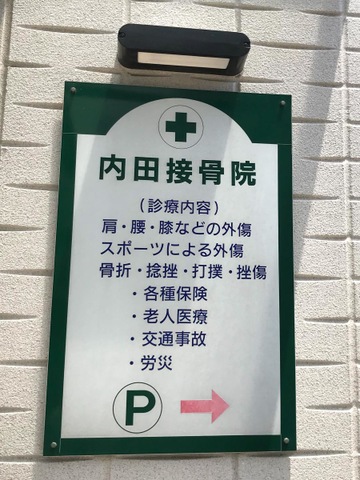 内田接骨院
(診療内容)
肩・腰・膝などの外傷
スポーツによる外傷
骨折・捻挫・打撲・挫傷
・各種保険
・老人医療
・交通事故
・労災
P